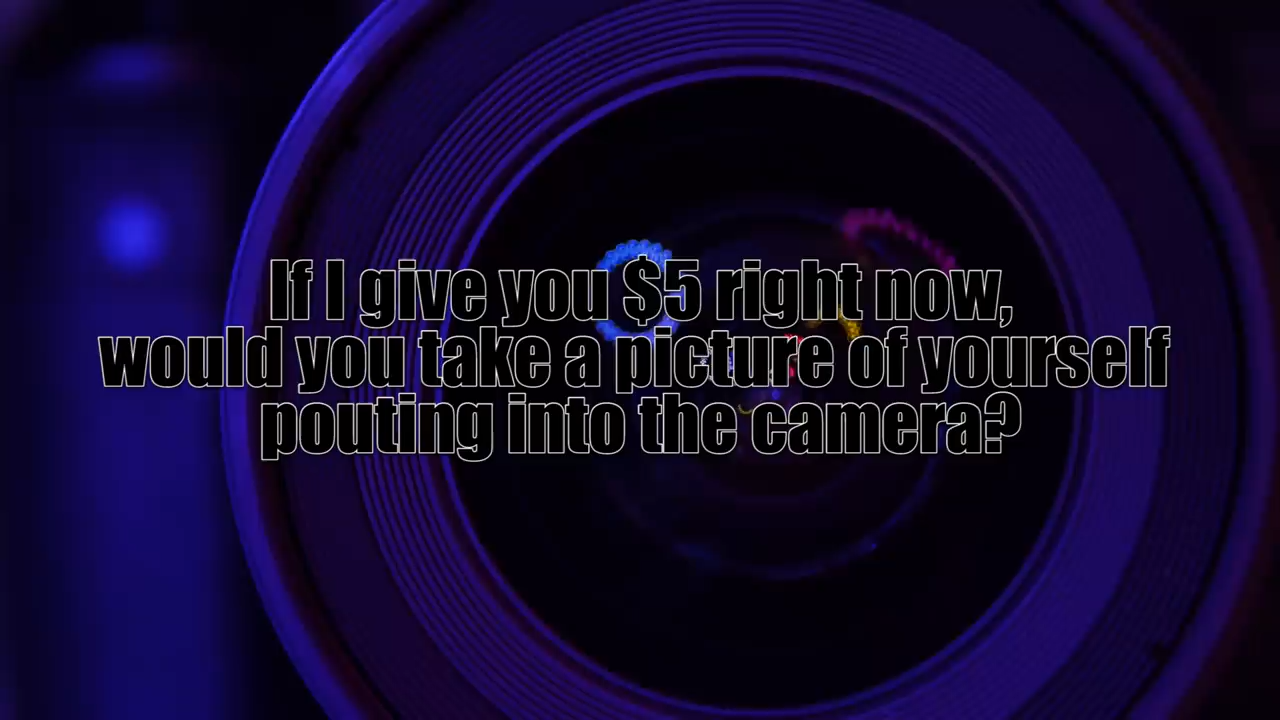 If I give you $5 right now,
would you take a picture of yourself
pouting into the camera?